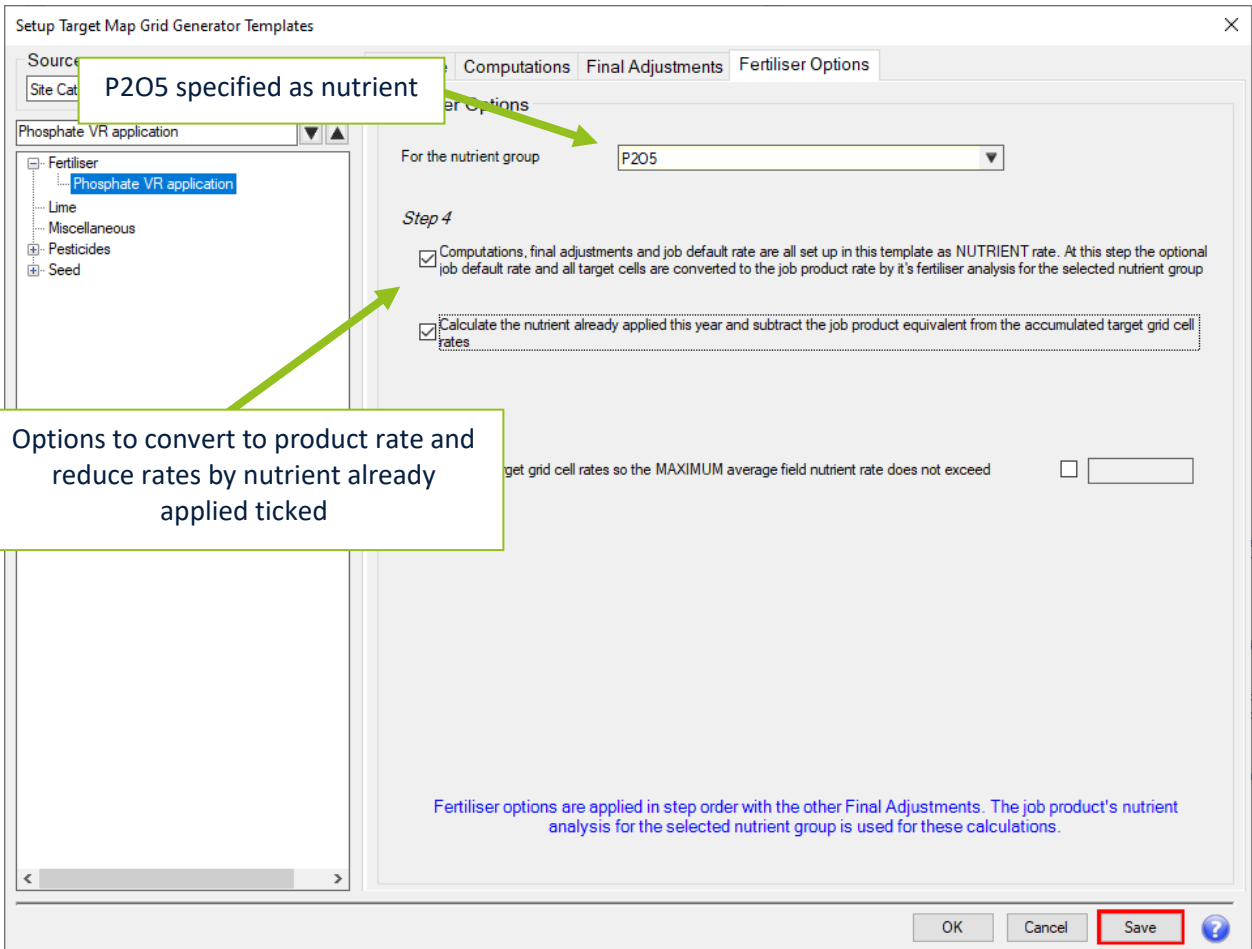 Setup Target Map Grid Generator Templates
Source
Computations Final Adjustments Fertiliser Options
P2O5 specified as nutrient
Site Cat
Options
Phosphate VR application
For the nutrient group P2O5
Fertiliser
Phosphate VR application
Lime
Miscellaneous
Pesticides
Seed
Step 4
Computations, final adjustments and job default rate are all set up in this template as NUTRIENT rate. At this step the optional
job default rate and all target cells are converted to the job product rate by it's fertiliser analysis for the selected nutrient group
Calculate the nutrient already applied this year and subtract the job product equivalent from the accumulated target grid cell
rates
Options to convert to product rate and
reduce rates by nutrient already
applied ticked
grid cell rates so the MAXIMUM average field nutrient rate does not exceed
Fertiliser options are applied in step order with the other Final Adjustments. The job product's nutrient
analysis for the selected nutrient group is used for these calculations.
OK Cancel Save ?